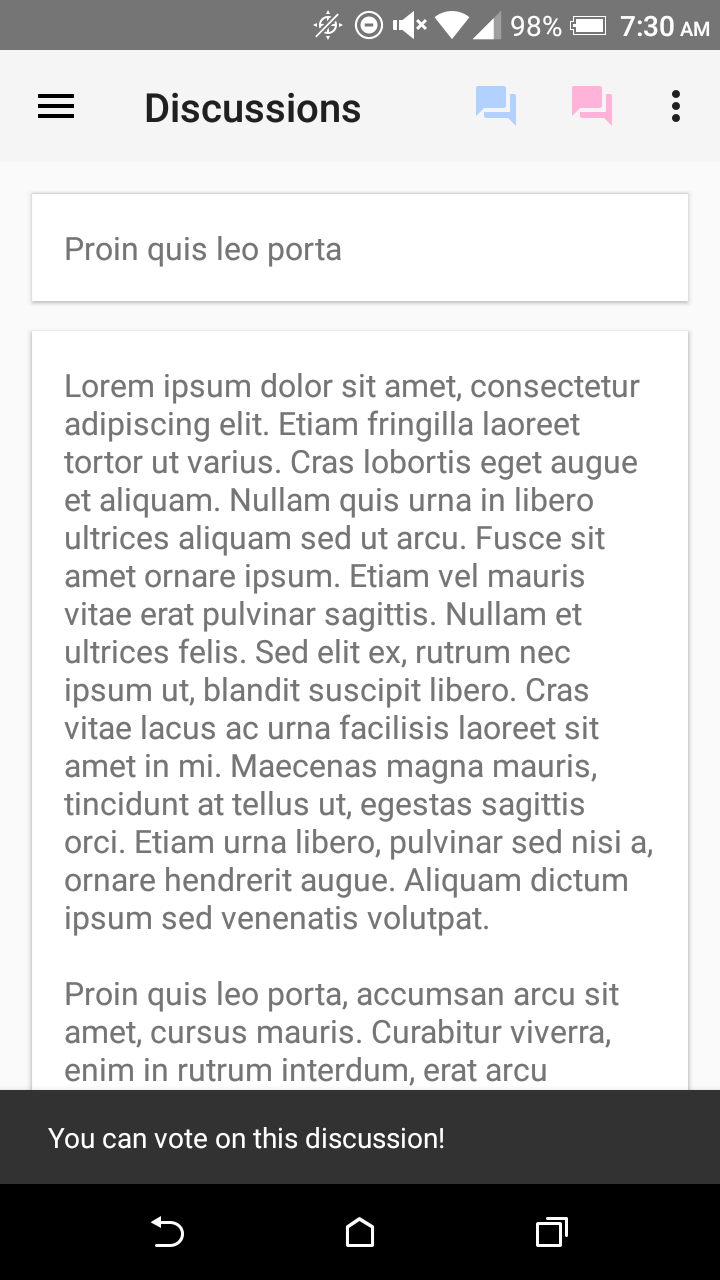 98% 7:30 AM
Discussions
Proin quis leo porta
Lorem ipsum dolor sit amet, consectetur
adipiscing elit. Etiam fringilla laoreet
tortor ut varius. Cras lobortis eget augue
et aliquam. Nullam quis urna in libero
ultrices aliquam sed ut arcu. Fusce sit
amet ornare ipsum. Etiam vel mauris
vitae erat pulvinar sagittis. Nullam et
ultrices felis. Sed elit ex, rutrum nec
ipsum ut, blandit suscipit libero. Cras
vitae lacus ac urna facilisis laoreet sit
amet in mi. Maecenas magna mauris,
tincidunt at tellus ut, egestas sagittis
orci. Etiam urna libero, pulvinar sed nisi a,
ornare hendrerit augue. Aliquam dictum
ipsum sed venenatis volutpat.
Proin quis leo porta, accumsan arcu sit
amet, cursus mauris. Curabitur viverra,
enim in rutrum interdum, erat arcu
You can vote on this discussion!